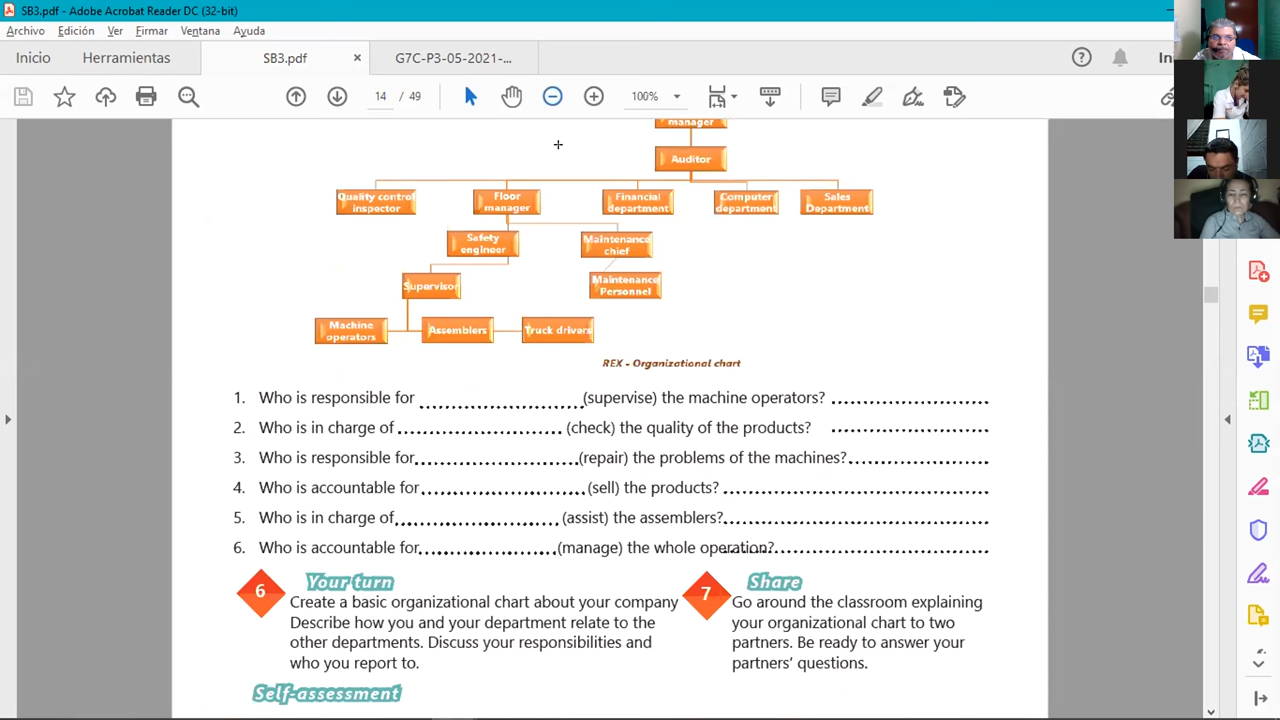 SB3.pdf - Adobe Acrobat Reader DC (32-bit)
Archivo Edición Ver Firmar Ventana Ayuda
Inicio Herramientas SB3.pdf × G7C-P3-05-2021-...
14 / 49 100%
manager
Auditor
Quality control
inspector
Floor
manager
Financial
department
Computer
department
Sales
Department
Safety
engineer
Maintenance
chief
Supervisor
Maintenance
Personnel
Machine
operators
Assemblers
Truck drivers
REX - Organizational chart
1. Who is responsible for ........................... (supervise) the machine operators? ...........................
2. Who is in charge of ........................... (check) the quality of the products? ...........................
3. Who is responsible for........................... (repair) the problems of the machines?...........................
4. Who is accountable for........................... (sell) the products? ...........................
5. Who is in charge of........................... (assist) the assemblers?...........................
6. Who is accountable for........................... (manage) the whole operation?...........................
6 Your turn
Create a basic organizational chart about your company
Describe how you and your department relate to the
other departments. Discuss your responsibilities and
who you report to.
7 Share
Go around the classroom explaining
your organizational chart to two
partners. Be ready to answer your
partners' questions.
Self-assessment